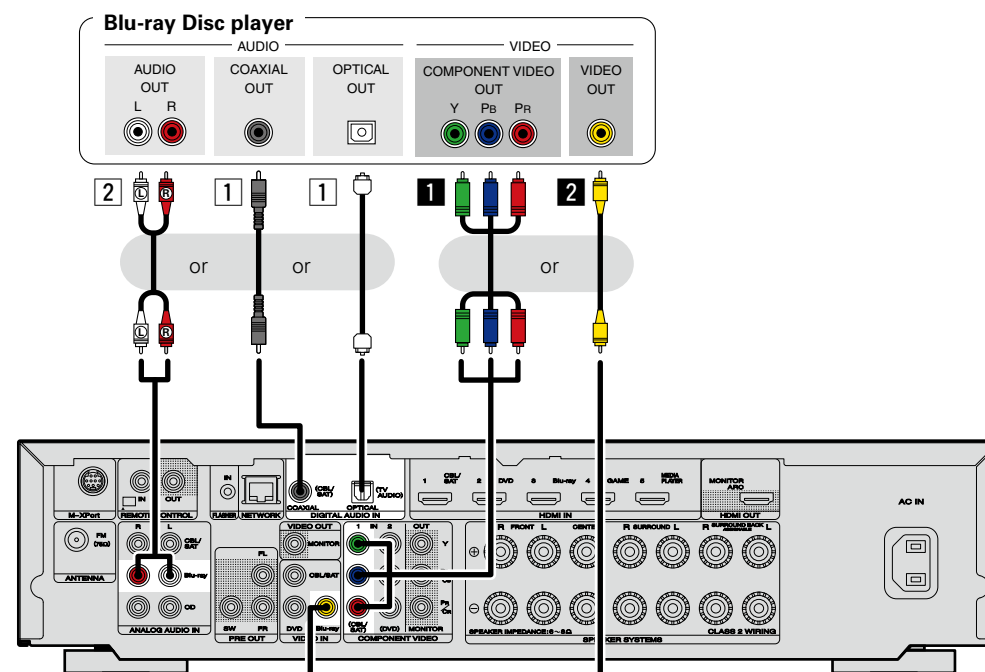 Blu-ray Disc player
AUDIO
VIDEO
AUDIO OUT
L R
COAXIAL OUT
OPTICAL OUT
COMPONENT VIDEO OUT
Y PB PR
VIDEO OUT
2
1
1
1
2
L R
or
or
or
L R
M-XPort
REMOTE CONTROL
IN
OUT
FLASHER
IN
NETWORK
COAXIAL
(CBL/SAT)
OPTICAL
(TV AUDIO)
DIGITAL AUDIO IN
1 CBL/SAT
2 DVD
3 Blu-ray
4 GAME
5 MEDIA PLAYER
HDMI IN
MONITOR
ARC
HDMI OUT
AC IN
FM
(75Ω)
ANTENNA
R L
CBL/SAT
Blu-ray
CD
ANALOG AUDIO IN
FL
SW FR
PRE OUT
VIDEO OUT
MONITOR
CBL/SAT
DVD
Blu-ray
VIDEO IN
1 IN 2
OUT
Y
CB
PR
CR
(CBL/SAT)
(DVD)
MONITOR
COMPONENT VIDEO
R FRONT L
CENTER
R SURROUND L
R SURROUND BACK L
ASSIGNABLE
SPEAKER IMPEDANCE: 6~8Ω
SPEAKER SYSTEMS
CLASS 2 WIRING